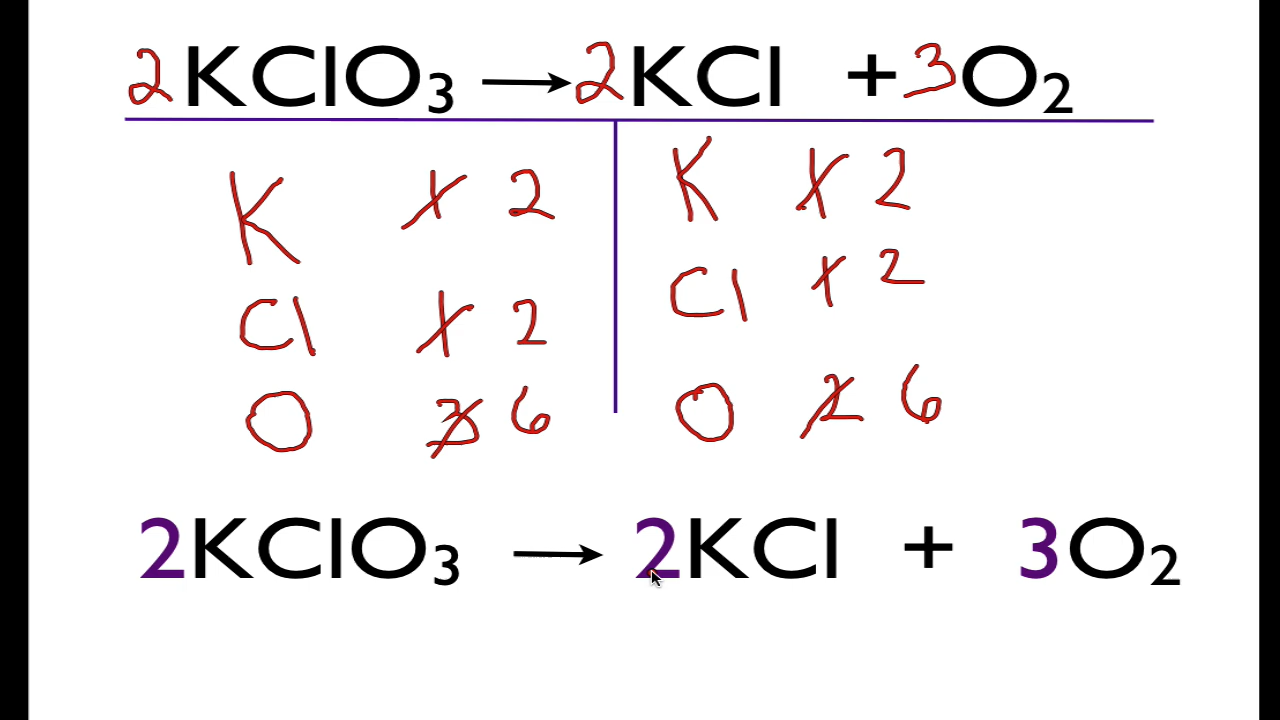 2KClO₃ → 2KCl + 3O₂
K 1 2 K 1 2
Cl 1 2 Cl 1 2
O 3 6 O 2 6
2KClO₃ → 2KCl + 3O₂